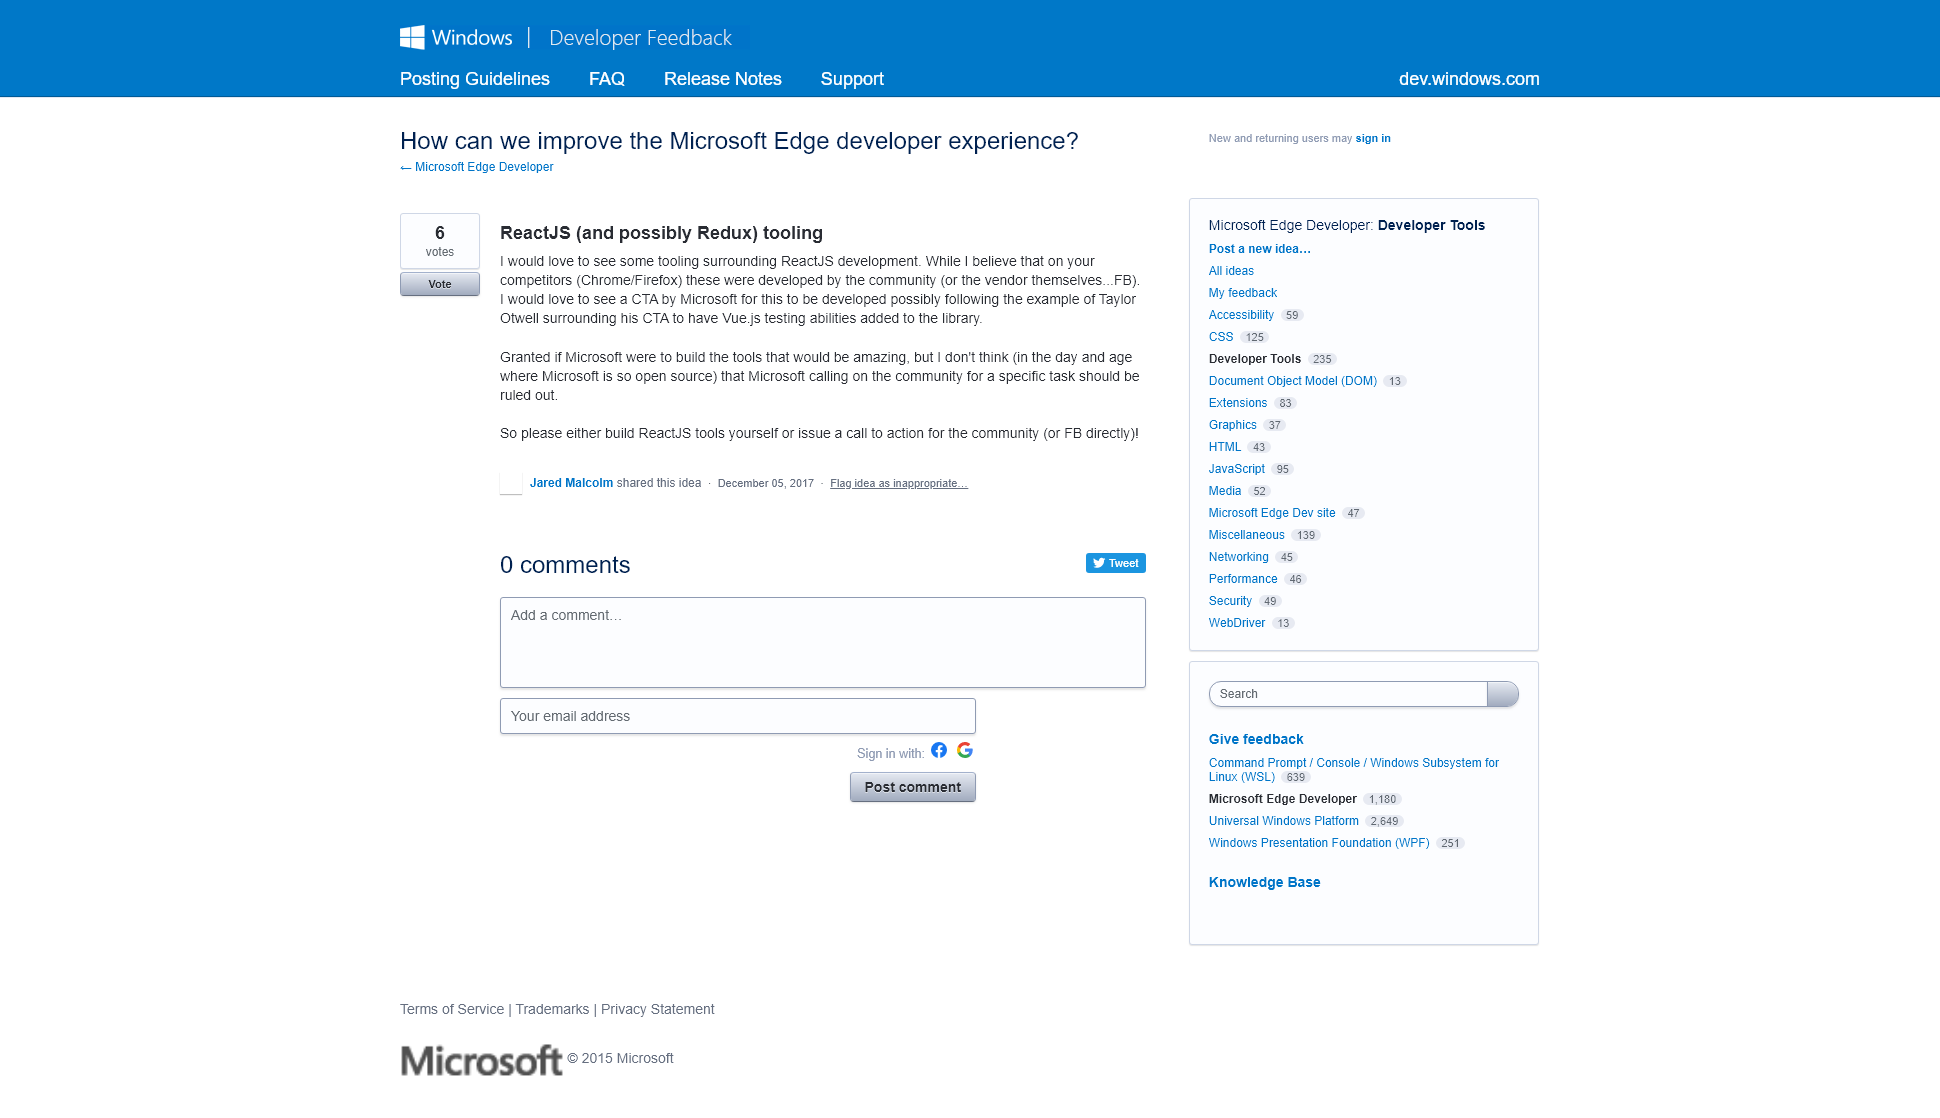 Windows | Developer Feedback
Posting Guidelines FAQ Release Notes Support dev.windows.com
How can we improve the Microsoft Edge developer experience?
← Microsoft Edge Developer
New and returning users may sign in
6
votes
Vote
ReactJS (and possibly Redux) tooling
I would love to see some tooling surrounding ReactJS development. While I believe that on your
competitors (Chrome/Firefox) these were developed by the community (or the vendor themselves...FB).
I would love to see a CTA by Microsoft for this to be developed possibly following the example of Taylor
Otwell surrounding his CTA to have Vue.js testing abilities added to the library.
Granted if Microsoft were to build the tools that would be amazing, but I don't think (in the day and age
where Microsoft is so open source) that Microsoft calling on the community for a specific task should be
ruled out.
So please either build ReactJS tools yourself or issue a call to action for the community (or FB directly)!
Jared Malcolm shared this idea · December 05, 2017 · Flag idea as inappropriate…
0 comments
Tweet
Add a comment…
Your email address
Sign in with:
Post comment
Microsoft Edge Developer: Developer Tools
Post a new idea…
All ideas
My feedback
Accessibility 59
CSS 125
Developer Tools 235
Document Object Model (DOM) 13
Extensions 83
Graphics 37
HTML 43
JavaScript 95
Media 52
Microsoft Edge Dev site 47
Miscellaneous 139
Networking 45
Performance 46
Security 49
WebDriver 13
Search
Give feedback
Command Prompt / Console / Windows Subsystem for
Linux (WSL) 639
Microsoft Edge Developer 1,180
Universal Windows Platform 2,649
Windows Presentation Foundation (WPF) 251
Knowledge Base
Terms of Service | Trademarks | Privacy Statement
Microsoft © 2015 Microsoft